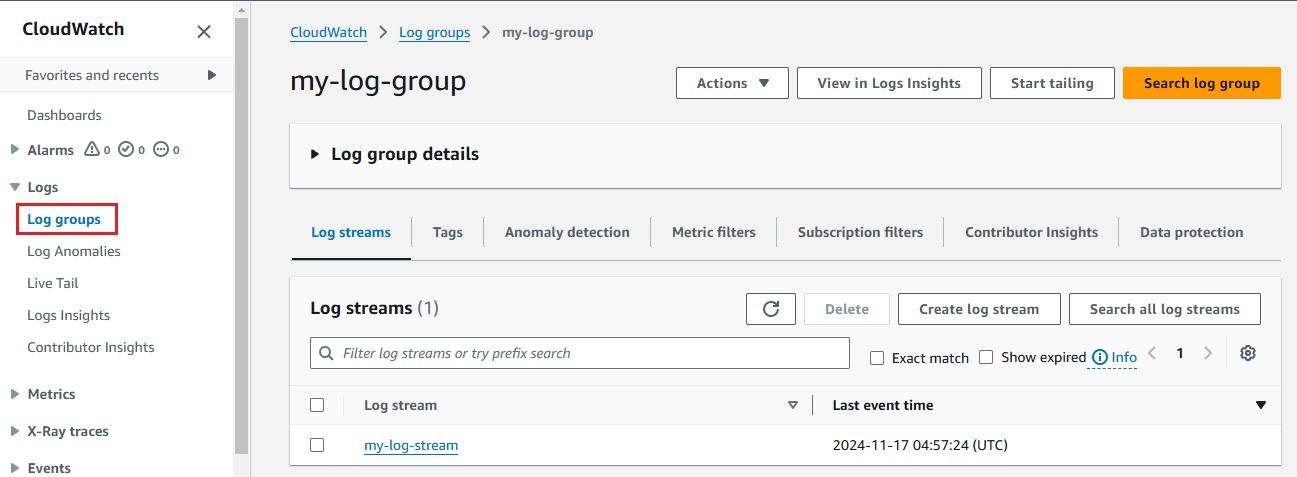 CloudWatch
Favorites and recents
Dashboards
Alarms 0 0 0
Logs
Log groups
Log Anomalies
Live Tail
Logs Insights
Contributor Insights
Metrics
X-Ray traces
Events
CloudWatch > Log groups > my-log-group
my-log-group
Actions View in Logs Insights Start tailing Search log group
Log group details
Log streams Tags Anomaly detection Metric filters Subscription filters Contributor Insights Data protection
Log streams (1) Delete Create log stream Search all log streams
Filter log streams or try prefix search Exact match Show expired Info 1
Log stream Last event time
my-log-stream 2024-11-17 04:57:24 (UTC)